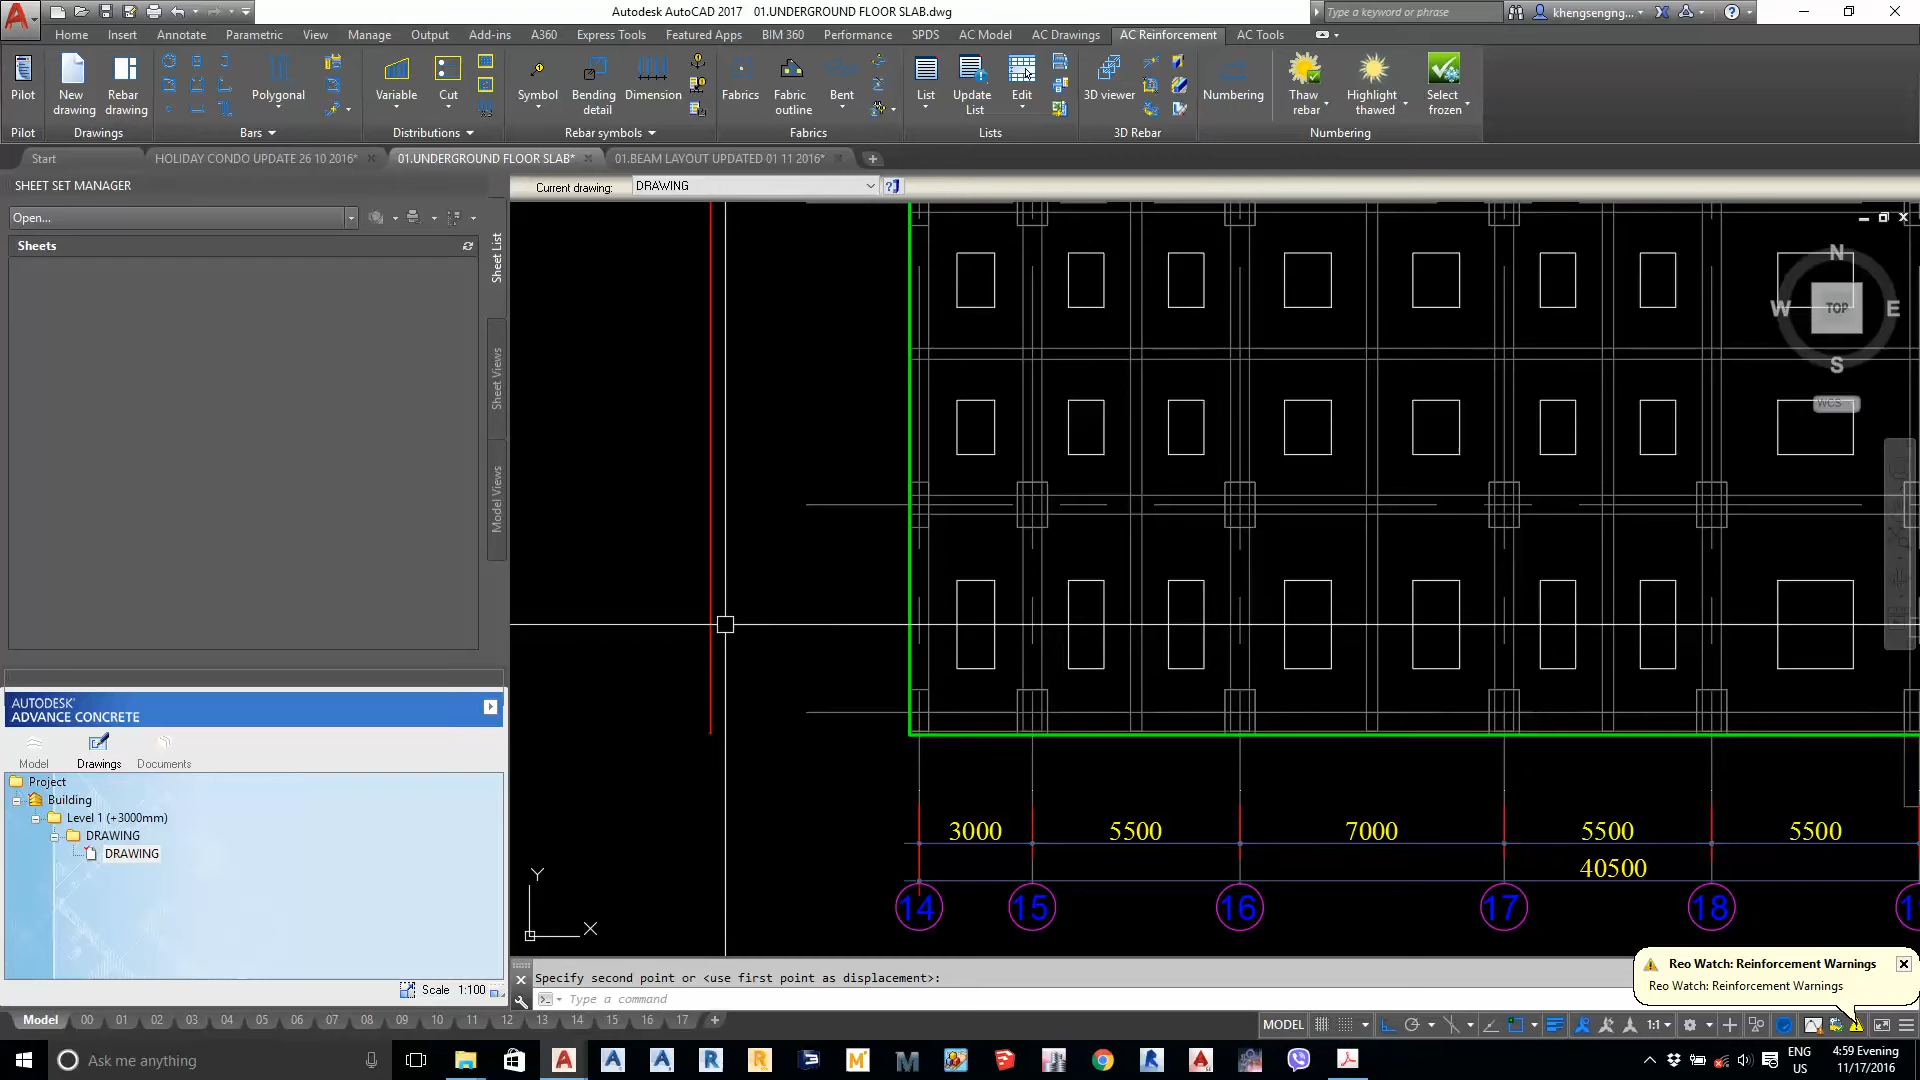 Autodesk AutoCAD 2017 01.UNDERGROUND FLOOR SLAB.dwg
Type a keyword or phrase
khengsengng...
Home Insert Annotate Parametric View Manage Output Add-ins A360 Express Tools Featured Apps BIM 360 Performance SPDS AC Model AC Drawings AC Reinforcement AC Tools
Pilot New drawing Rebar drawing Polygonal Variable Cut Symbol Bending detail Dimension Fabrics Fabric outline Bent List Update List Edit 3D viewer Numbering Thaw rebar Highlight thawed Select frozen
Pilot Drawings Bars Distributions Rebar symbols Fabrics Lists 3D Rebar Numbering
Start HOLIDAY CONDO UPDATE 26 10 2016* 01.UNDERGROUND FLOOR SLAB* 01.BEAM LAYOUT UPDATED 01 11 2016*
SHEET SET MANAGER
Current drawing: DRAWING
Open...
Sheets
Sheet List
Sheet Views
Model Views
N
W TOP E
S
WCS
AUTODESK'
ADVANCE CONCRETE
Model Drawings Documents
Project
Building
Level 1 (+3000mm)
DRAWING
DRAWING
Scale 1:100
3000 5500 7000 5500 5500
40500
14 15 16 17 18
Y
X
Specify second point or <use first point as displacement>:
Type a command
Reo Watch: Reinforcement Warnings
Reo Watch: Reinforcement Warnings
Model 00 01 02 03 04 05 06 07 08 09 10 11 12 13 14 15 16 17
MODEL 1:1
Ask me anything
ENG
US
4:59 Evening
11/17/2016